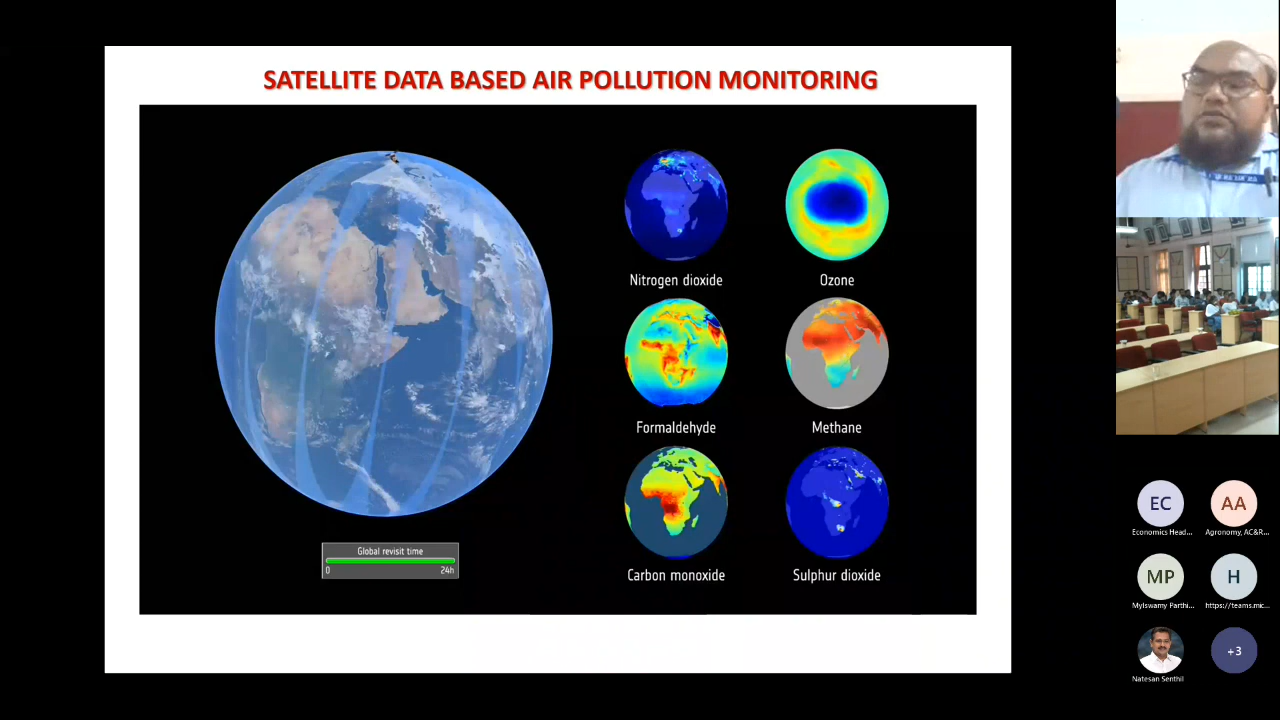 SATELLITE DATA BASED AIR POLLUTION MONITORING
Nitrogen dioxide
Ozone
Formaldehyde
Methane
Carbon monoxide
Sulphur dioxide
Global revisit time
0 24h
EC
AA
Economics Head...
Agronomy, AC&R...
MP
H
Mylswamy Parthi...
https://teams.mic...
+3
Natesan Senthil